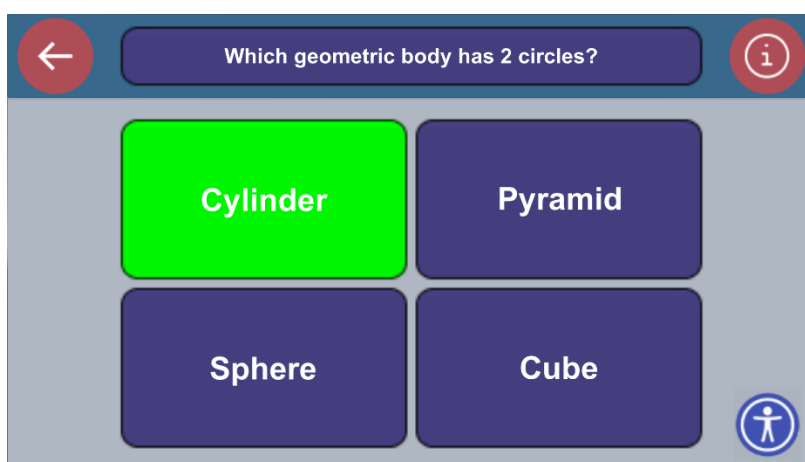 Which geometric body has 2 circles?
i
Cylinder
Pyramid
Sphere
Cube